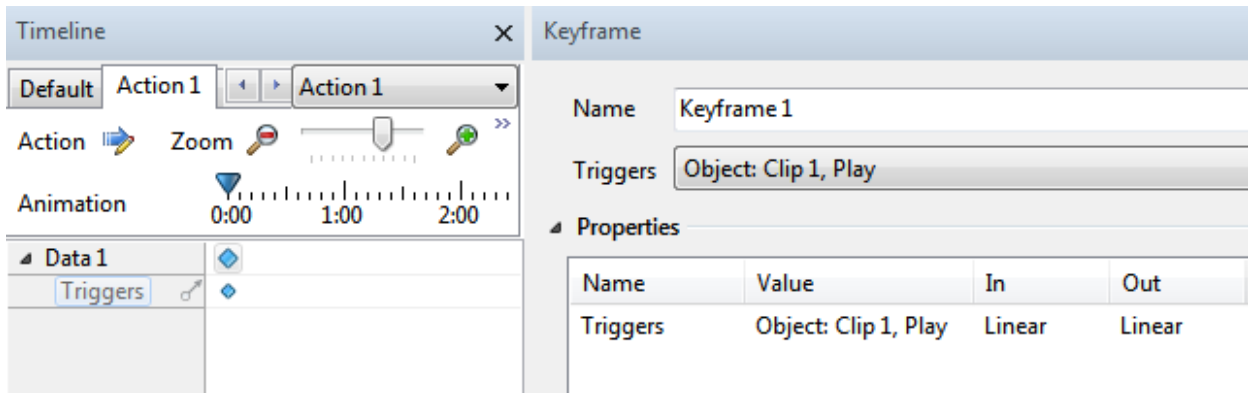 Timeline
Default Action 1 Action 1
Action Zoom
Animation 0:00 1:00 2:00
Data 1
Triggers
Keyframe
Name Keyframe 1
Triggers Object: Clip 1, Play
Properties
Name Value In Out
Triggers Object: Clip 1, Play Linear Linear